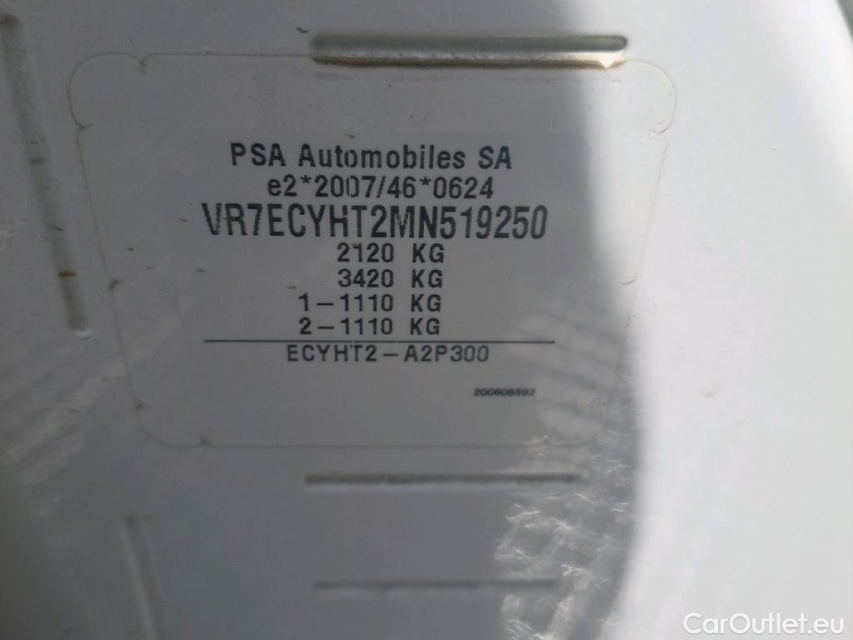 PSA Automobiles SA
e2*2007/46*0624
VR7ECYHT2MN519250
2120 KG
3420 KG
1-1110 KG
2-1110 KG
ECYHT2-A2P300
200606592
CarOutlet.eu